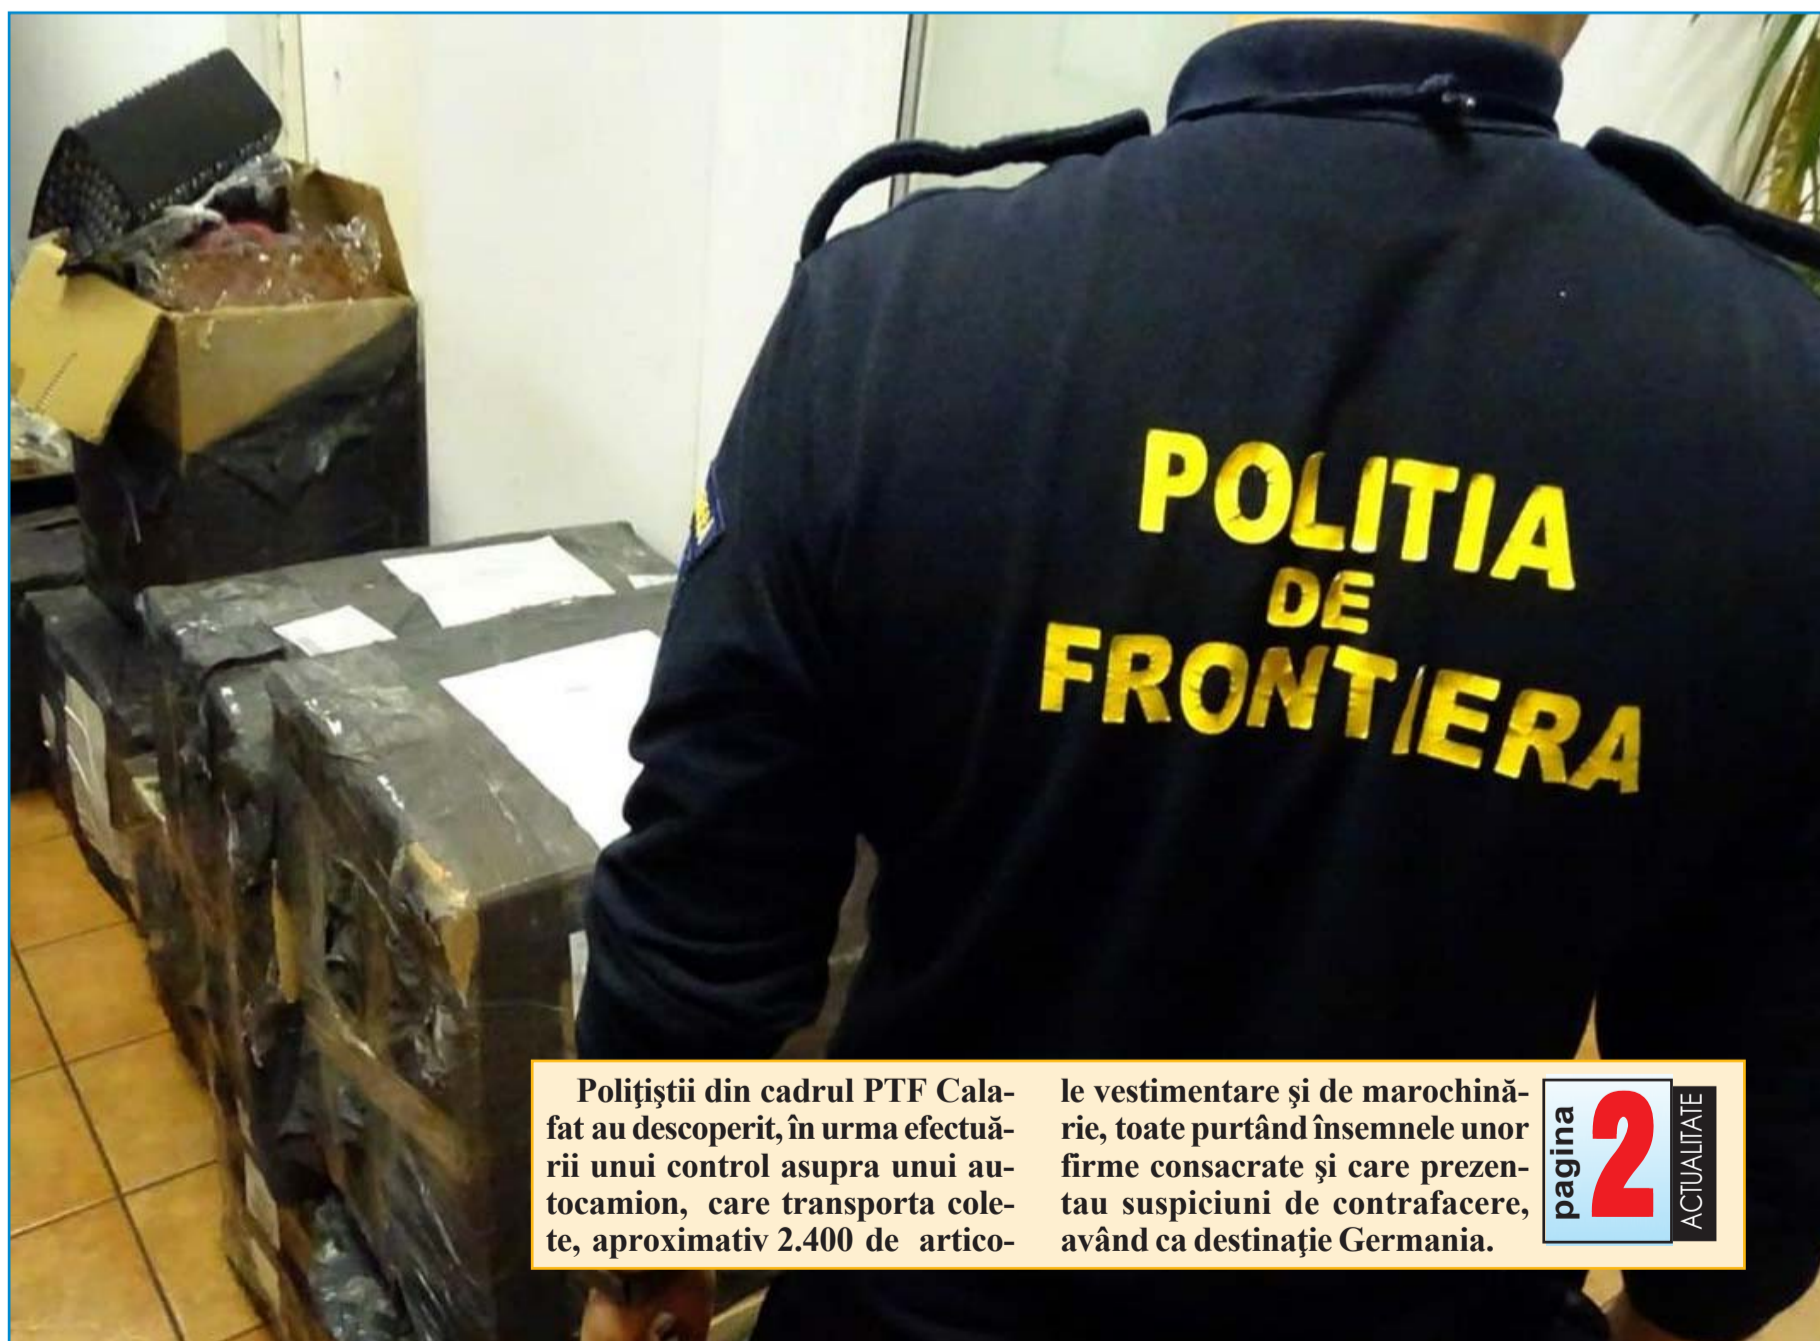 POLITIA
DE
FRONTIERA
Poliţiştii din cadrul PTF Cala-
fat au descoperit, în urma efectuă-
rii unui control asupra unui au-
tocamion, care transporta cole-
te, aproximativ 2.400 de artico-
le vestimentare şi de marochină-
rie, toate purtând însemnele unor
firme consacrate şi care prezen-
tau suspiciuni de contrafacere,
având ca destinaţie Germania.
pagina
2
ACTUALITATE